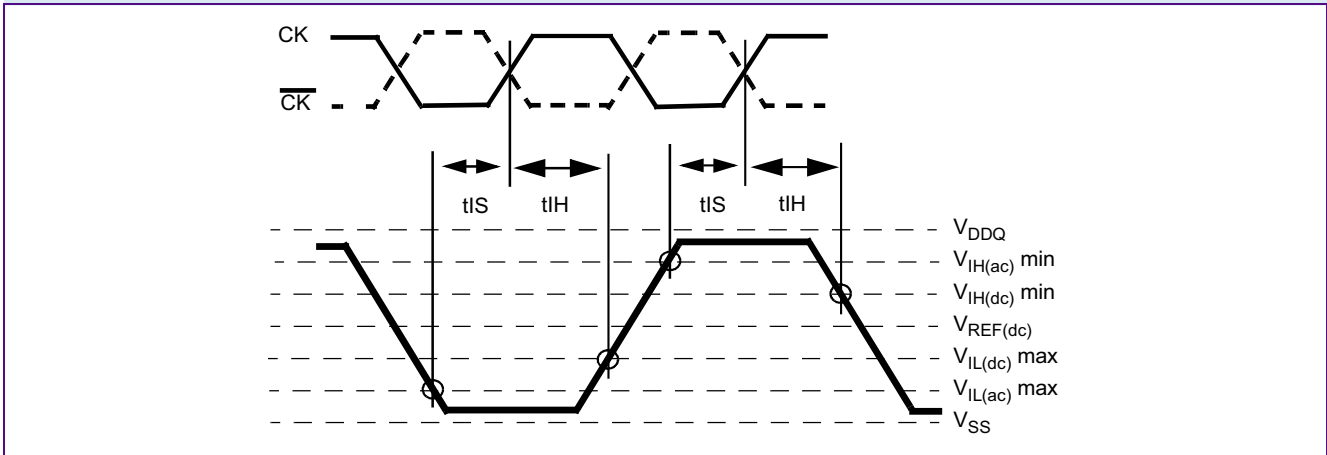 CK
C̅K̅
tIS tIH tIS tIH
VDDQ
VIH(ac) min
VIH(dc) min
VREF(dc)
VIL(dc) max
VIL(ac) max
VSS